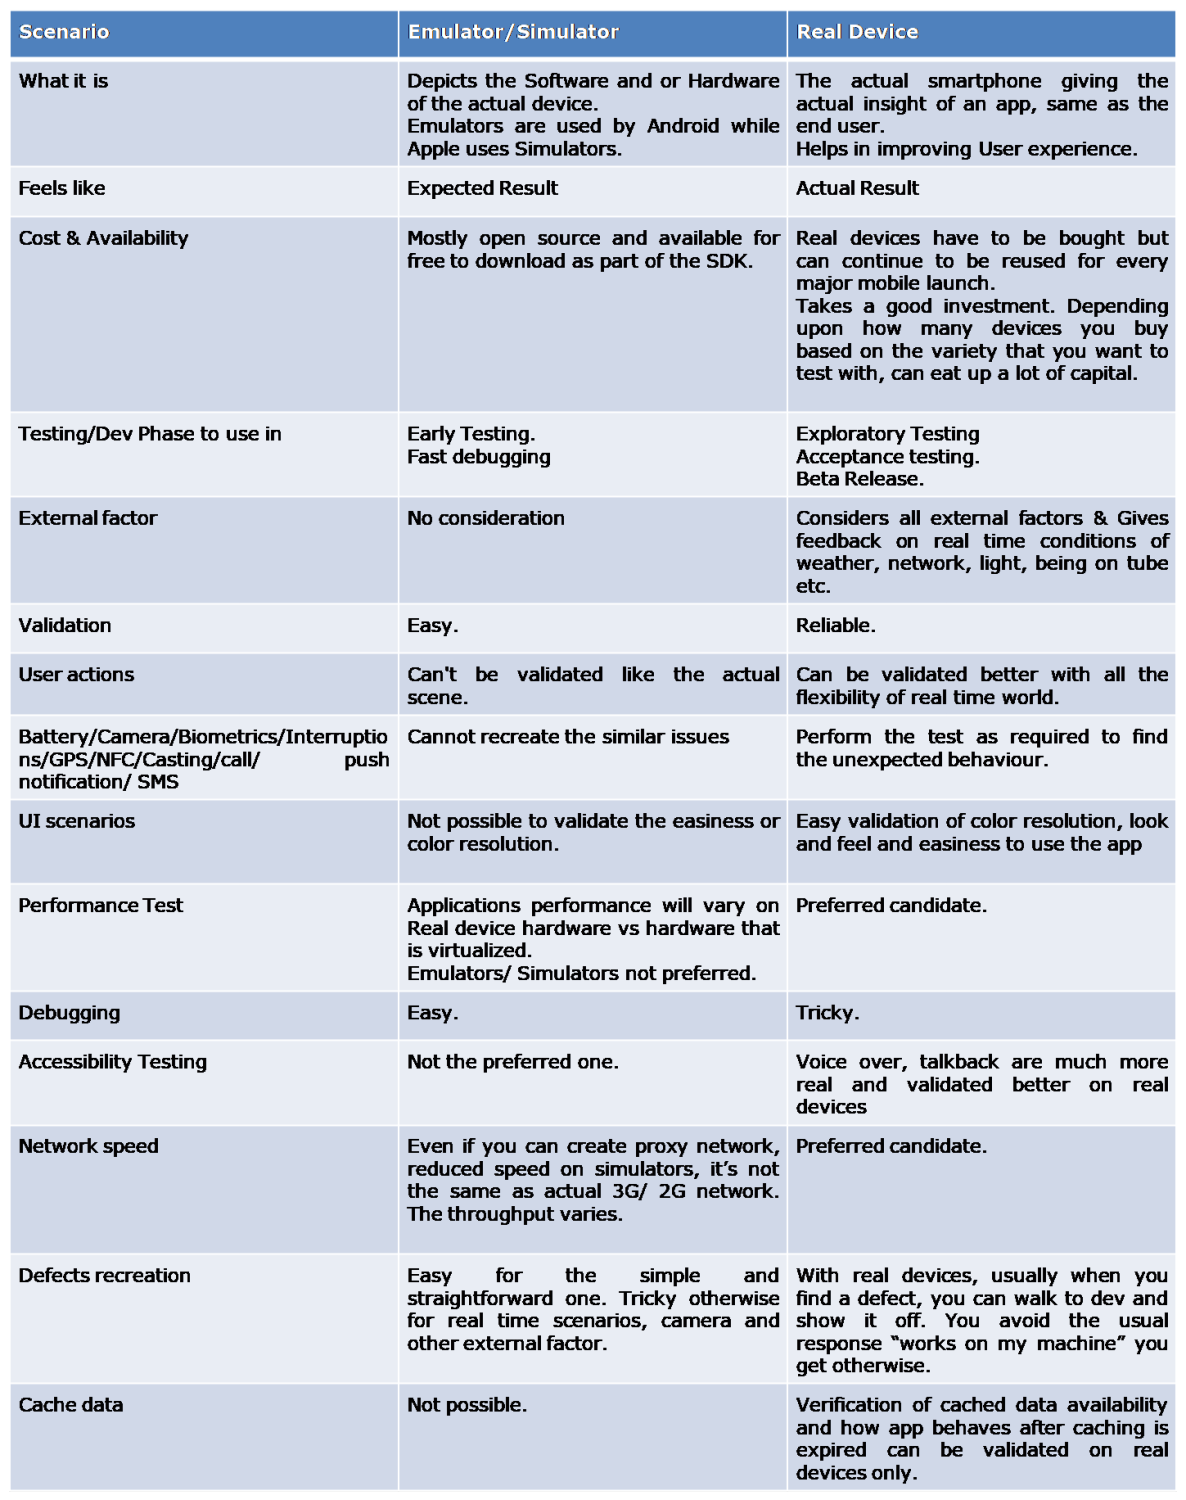 Scenario
Emulator/Simulator
Real Device
What it is
Depicts the Software and or Hardware
of the actual device.
Emulators are used by Android while
Apple uses Simulators.
The actual smartphone giving the
actual insight of an app, same as the
end user.
Helps in improving User experience.
Feels like
Expected Result
Actual Result
Cost & Availability
Mostly open source and available for
free to download as part of the SDK.
Real devices have to be bought but
can continue to be reused for every
major mobile launch.
Takes a good investment. Depending
upon how many devices you buy
based on the variety that you want to
test with, can eat up a lot of capital.
Testing/Dev Phase to use in
Early Testing.
Fast debugging
Exploratory Testing
Acceptance testing.
Beta Release.
External factor
No consideration
Considers all external factors & Gives
feedback on real time conditions of
weather, network, light, being on tube
etc.
Validation
Easy.
Reliable.
User actions
Can't be validated like the actual
scene.
Can be validated better with all the
flexibility of real time world.
Battery/Camera/Biometrics/Interruptio
ns/GPS/NFC/Casting/call/ push
notification/ SMS
Cannot recreate the similar issues
Perform the test as required to find
the unexpected behaviour.
UI scenarios
Not possible to validate the easiness or
color resolution.
Easy validation of color resolution, look
and feel and easiness to use the app
Performance Test
Applications performance will vary on
Real device hardware vs hardware that
is virtualized.
Emulators/ Simulators not preferred.
Preferred candidate.
Debugging
Easy.
Tricky.
Accessibility Testing
Not the preferred one.
Voice over, talkback are much more
real and validated better on real
devices
Network speed
Even if you can create proxy network,
reduced speed on simulators, it's not
the same as actual 3G/ 2G network.
The throughput varies.
Preferred candidate.
Defects recreation
Easy for the simple and
straightforward one. Tricky otherwise
for real time scenarios, camera and
other external factor.
With real devices, usually when you
find a defect, you can walk to dev and
show it off. You avoid the usual
response “works on my machine” you
get otherwise.
Cache data
Not possible.
Verification of cached data availability
and how app behaves after caching is
expired can be validated on real
devices only.